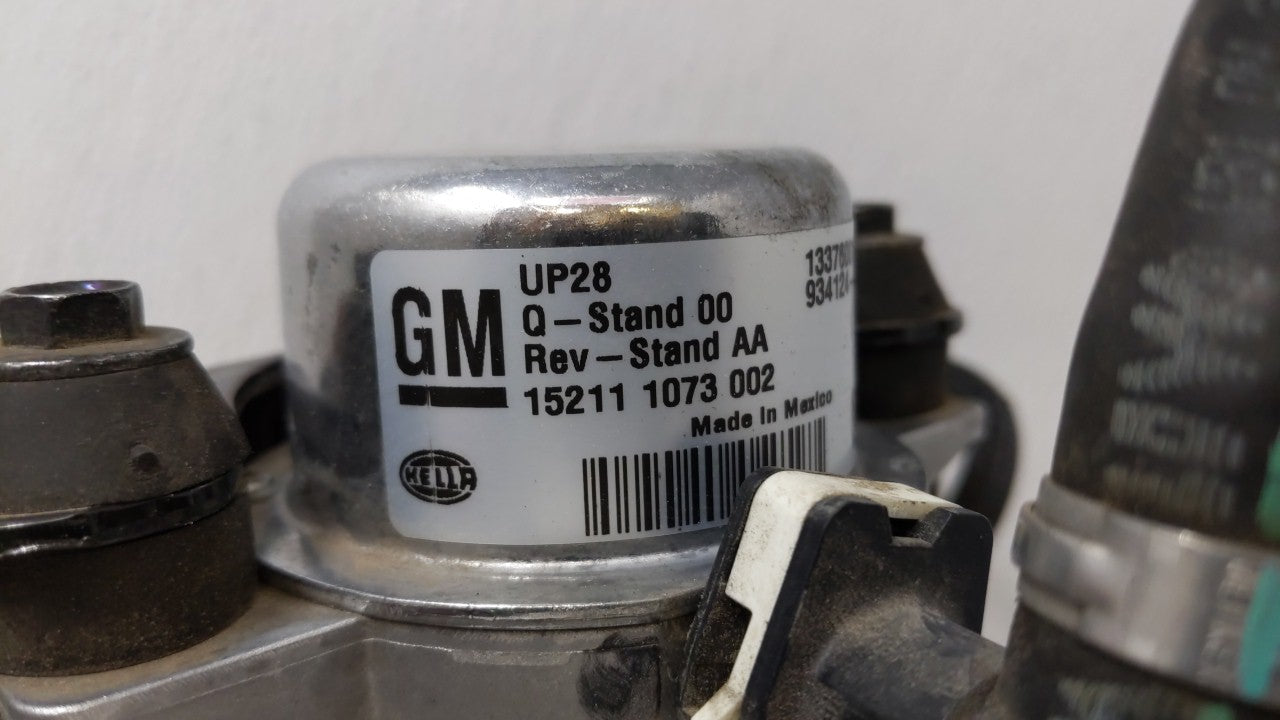 GM
UP28
Q-Stand 00
Rev-Stand AA
15211 1073 002
Made in Mexico
HELLA